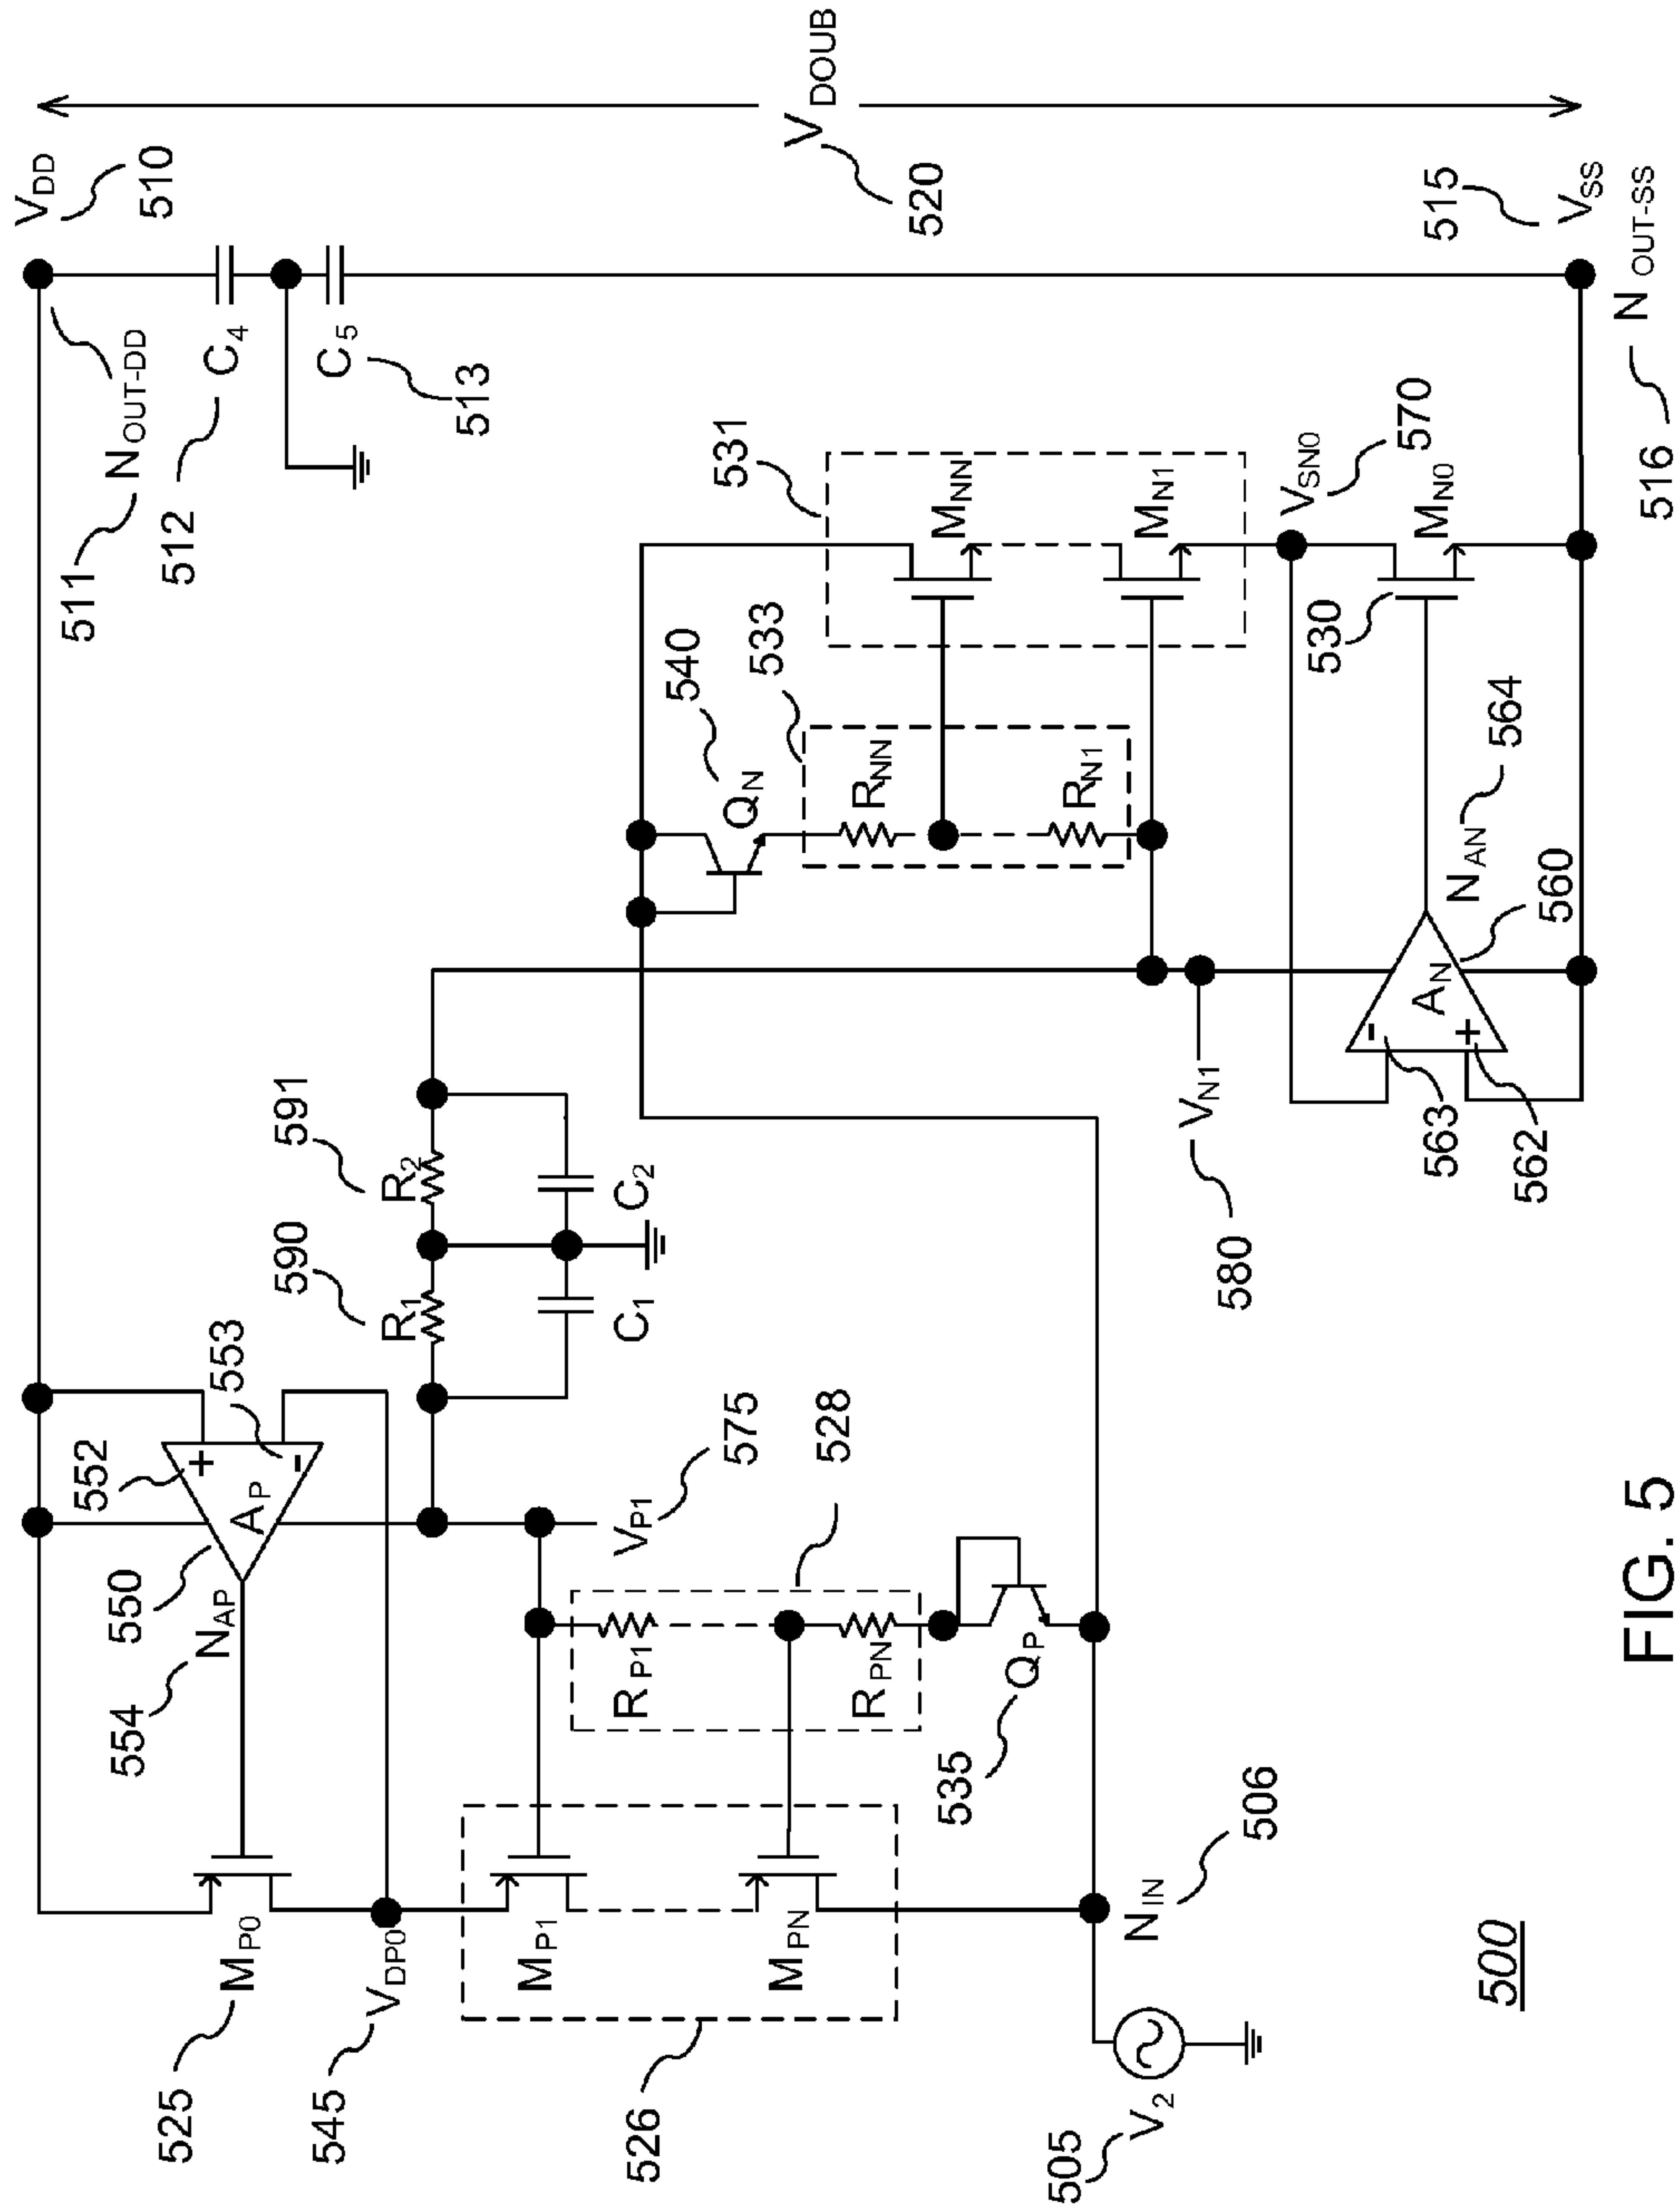 V_DD
510
511
N_OUT-DD
512
C_4
C_5
513
V_DOUB
520
515
V_SS
N_OUT-SS
516
531
M_NN
M_N1
V_SN0
570
M_N0
530
533
540
Q_N
R_NN
R_N1
N_AN
564
560
A_N
-
+
563
562
V_N1
580
591
R_2
C_2
590
R_1
C_1
553
552
+
-
A_P
550
N_AP
554
575
V_P1
528
R_P1
R_PN
Q_P
535
525
M_P0
V_DP0
545
M_P1
M_PN
526
N_IN
506
505
V_2
500
FIG. 5